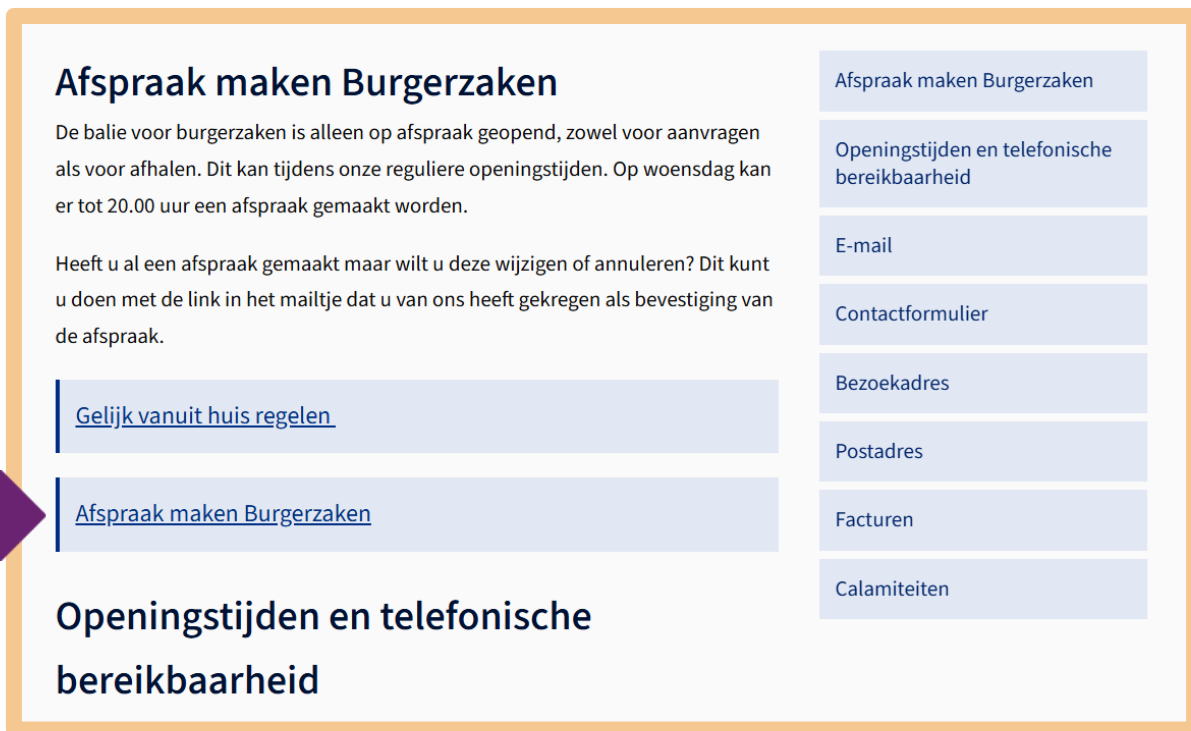 Afspraak maken Burgerzaken
De balie voor burgerzaken is alleen op afspraak geopend, zowel voor aanvragen
als voor afhalen. Dit kan tijdens onze reguliere openingstijden. Op woensdag kan
er tot 20.00 uur een afspraak gemaakt worden.
Heeft u al een afspraak gemaakt maar wilt u deze wijzigen of annuleren? Dit kunt
u doen met de link in het mailtje dat u van ons heeft gekregen als bevestiging van
de afspraak.
Gelijk vanuit huis regelen
Afspraak maken Burgerzaken
Openingstijden en telefonische
bereikbaarheid
Afspraak maken Burgerzaken
Openingstijden en telefonische
bereikbaarheid
E-mail
Contactformulier
Bezoekadres
Postadres
Facturen
Calamiteiten